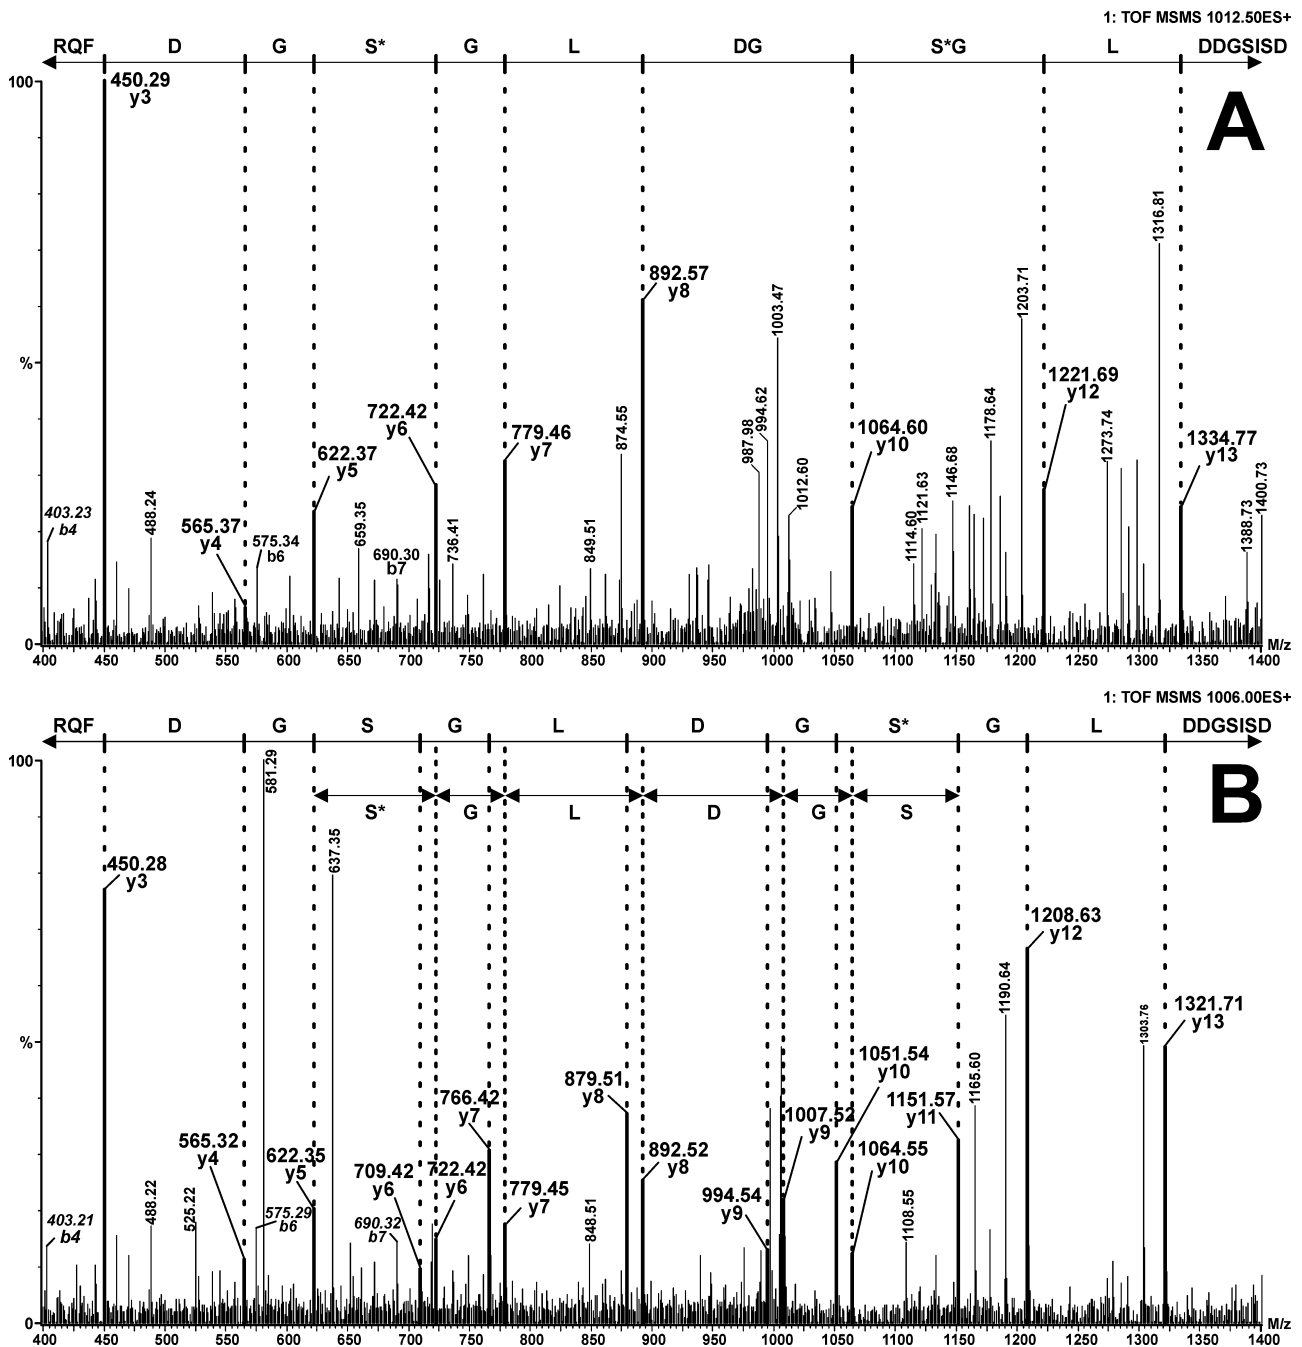 1: TOF MSMS 1012.50ES+
RQF D G S* G L DG S*G L DDGSISD
A
100
%
0
450.29
y3
403.23
b4
488.24
565.37
y4
575.34
b6
622.37
y5
659.35
690.30
b7
722.42
y6
736.41
779.46
y7
849.51
874.55
892.57
y8
987.98
994.62
1003.47
1012.60
1064.60
y10
1114.60
1121.63
1146.68
1178.64
1203.71
1221.69
y12
1273.74
1316.81
1334.77
y13
1388.73
1400.73
400 450 500 550 600 650 700 750 800 850 900 950 1000 1050 1100 1150 1200 1250 1300 1350 1400 M/z
1: TOF MSMS 1006.00ES+
RQF D G S G L D G S* G L DDGSISD
S* G L D G S
B
100
%
0
450.28
y3
403.21
b4
488.22
525.22
565.32
y4
575.29
b6
581.29
622.35
y5
637.35
690.32
b7
709.42
y6
722.42
y6
766.42
y7
779.45
y7
848.51
879.51
y8
892.52
y8
994.54
y9
1007.52
y9
1051.54
y10
1064.55
y10
1108.55
1151.57
y11
1165.60
1190.64
1208.63
y12
1303.76
1321.71
y13
400 450 500 550 600 650 700 750 800 850 900 950 1000 1050 1100 1150 1200 1250 1300 1350 1400 M/z